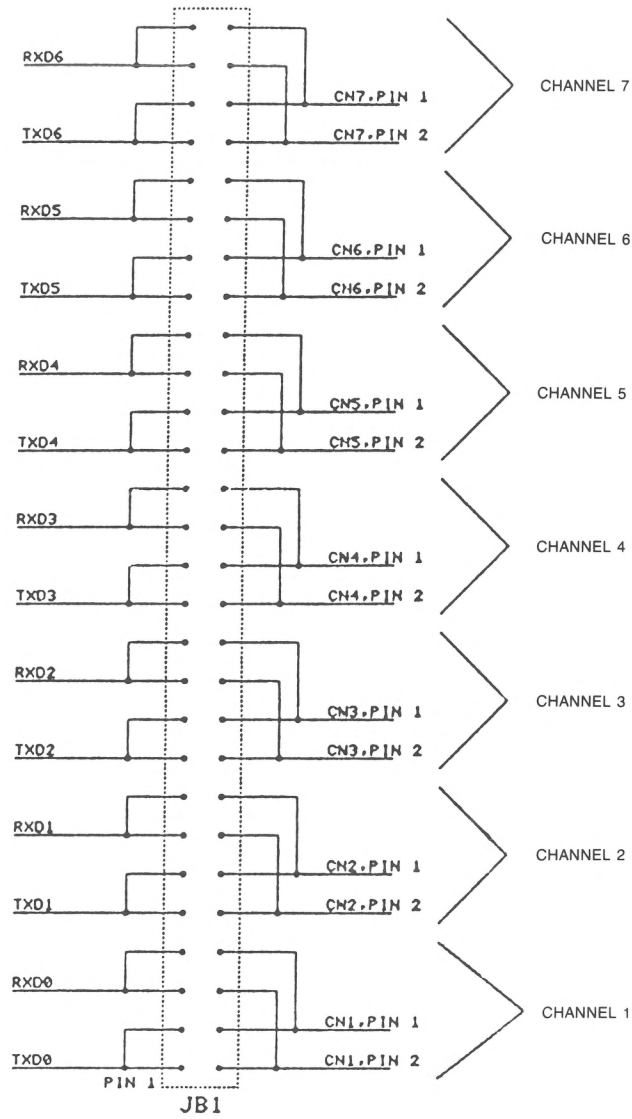 RXD6
CN7,PIN 1
CHANNEL 7
TXD6
CN7,PIN 2
RXD5
CN6,PIN 1
CHANNEL 6
TXD5
CN6,PIN 2
RXD4
CN5,PIN 1
CHANNEL 5
TXD4
CN5,PIN 2
RXD3
CN4,PIN 1
CHANNEL 4
TXD3
CN4,PIN 2
RXD2
CN3,PIN 1
CHANNEL 3
TXD2
CN3,PIN 2
RXD1
CN2,PIN 1
CHANNEL 2
TXD1
CN2,PIN 2
RXD0
CN1,PIN 1
CHANNEL 1
TXD0
CN1,PIN 2
PIN 1
JB1